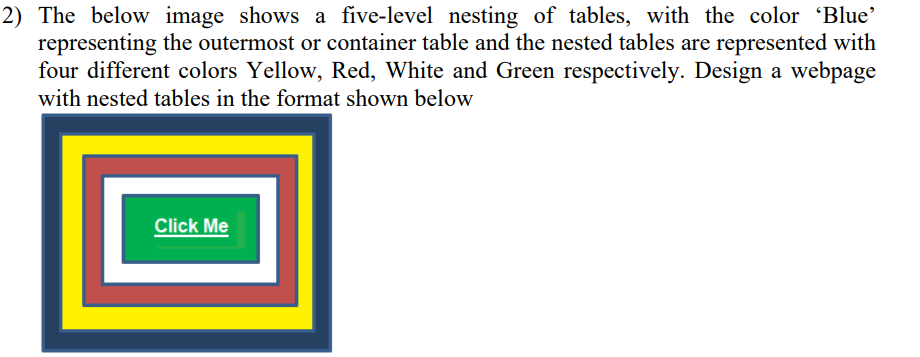 2) The below image shows a five-level nesting of tables, with the color ‘Blue’
representing the outermost or container table and the nested tables are represented with
four different colors Yellow, Red, White and Green respectively. Design a webpage
with nested tables in the format shown below
Click Me